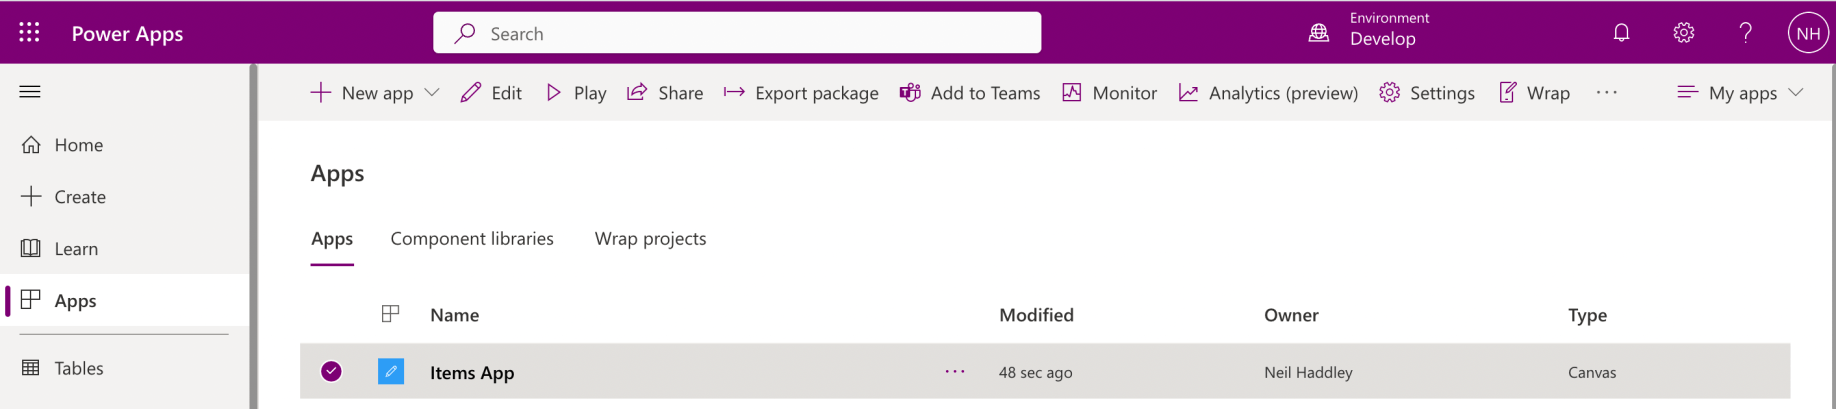 Power Apps
Search
Environment
Develop
NH
New app
Edit
Play
Share
Export package
Add to Teams
Monitor
Analytics (preview)
Settings
Wrap
My apps
Home
Create
Learn
Apps
Tables
Apps
Apps Component libraries Wrap projects
Name Modified Owner Type
Items App 48 sec ago Neil Haddley Canvas